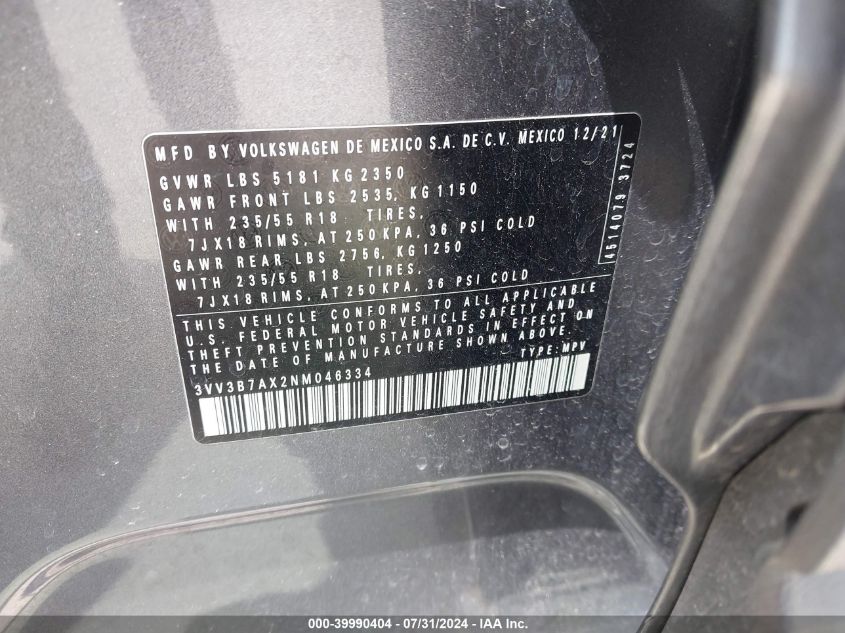 MFD BY VOLKSWAGEN DE MEXICO S.A. DE C.V. MEXICO 12/21
GVWR LBS 5181 KG 2350
GAWR FRONT LBS 2535, KG 1150
WITH 235/55 R18 TIRES,
7JX18 RIMS, AT 250 KPA, 36 PSI COLD
GAWR REAR LBS 2756, KG 1250
WITH 235/55 R18 TIRES,
7JX18 RIMS, AT 250 KPA, 36 PSI COLD
THIS VEHICLE CONFORMS TO ALL APPLICABLE
U.S. FEDERAL MOTOR VEHICLE SAFETY AND
THEFT PREVENTION STANDARDS IN EFFECT ON
THE DATE OF MANUFACTURE SHOWN ABOVE.
TYPE: MPV
3VV3B7AX2NM046334
4514079 3724
000-39990404 - 07/31/2024 - IAA Inc.